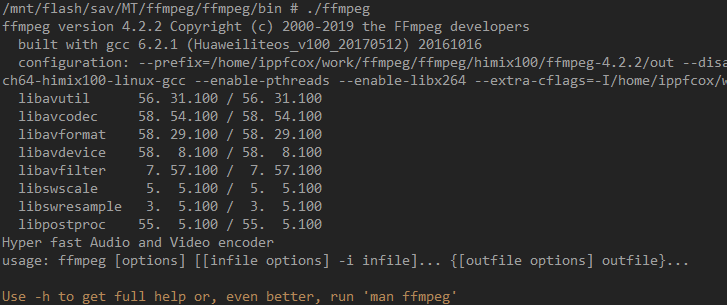 /mnt/flash/sav/MT/ffmpeg/ffmpeg/bin # ./ffmpeg
ffmpeg version 4.2.2 Copyright (c) 2000-2019 the FFmpeg developers
  built with gcc 6.2.1 (Huaweiliteos_v100_20170512) 20161016
  configuration: --prefix=/home/ippfcox/work/ffmpeg/ffmpeg/himix100/ffmpeg-4.2.2/out --disa
ch64-himix100-linux-gcc --enable-pthreads --enable-libx264 --extra-cflags=-I/home/ippfcox/w
  libavutil      56. 31.100 / 56. 31.100
  libavcodec     58. 54.100 / 58. 54.100
  libavformat    58. 29.100 / 58. 29.100
  libavdevice    58.  8.100 / 58.  8.100
  libavfilter     7. 57.100 /  7. 57.100
  libswscale      5.  5.100 /  5.  5.100
  libswresample   3.  5.100 /  3.  5.100
  libpostproc    55.  5.100 / 55.  5.100
Hyper fast Audio and Video encoder
usage: ffmpeg [options] [[infile options] -i infile]... {[outfile options] outfile}...
Use -h to get full help or, even better, run 'man ffmpeg'